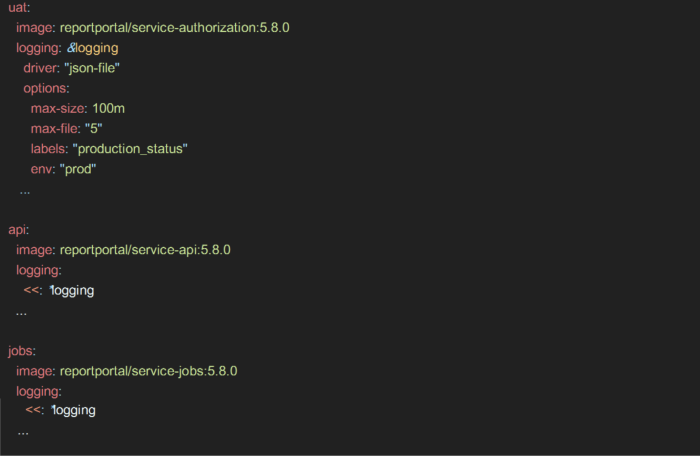 uat:
image: reportportal/service-authorization:5.8.0
logging: &logging
driver: "json-file"
options:
max-size: 100m
max-file: "5"
labels: "production_status"
env: "prod"
...
api:
image: reportportal/service-api:5.8.0
logging:
<<: *logging
...
jobs:
image: reportportal/service-jobs:5.8.0
logging:
<<: *logging
...